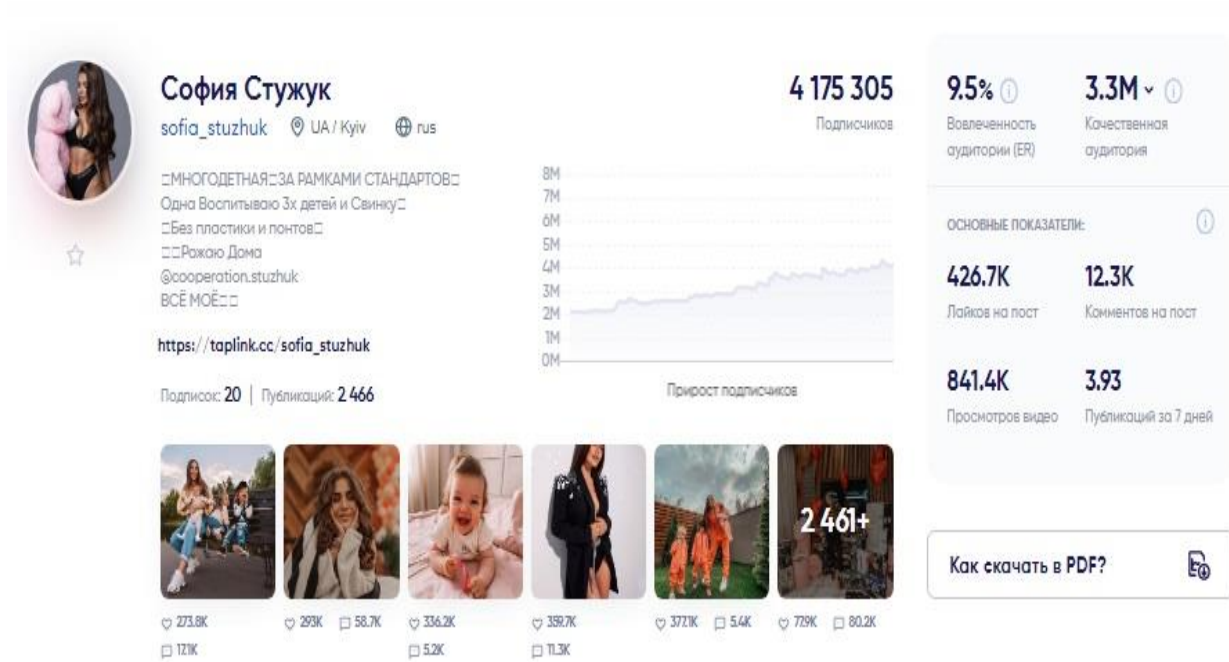 София Стужук
sofia_stuzhuk UA / Kyiv rus
МНОГОДЕТНАЯ ЗА РАМКАМИ СТАНДАРТОВ
Одна Воспитываю 3х детей и Свинку
Без пластики и понтов
Рожаю Дома
@cooperation.stuzhuk
ВСЁ МОЁ
https://taplink.cc/sofia_stuzhuk
Подписок: 20 | Публикаций: 2 466
4 175 305
Подписчиков
8M
7M
6M
5M
4M
3M
2M
1M
0M
Прирост подписчиков
2 461+
273.8K 293K 58.7K 336.2K 359.7K 377.1K 5.4K 77.9K 80.2K
17.1K 5.2K 11.3K
9.5% 3.3M
Вовлеченность Качественная
аудитории (ER) аудитория
ОСНОВНЫЕ ПОКАЗАТЕЛИ:
426.7K 12.3K
Лайков на пост Комментов на пост
841.4K 3.93
Просмотров видео Публикаций за 7 дней
Как скачать в PDF?